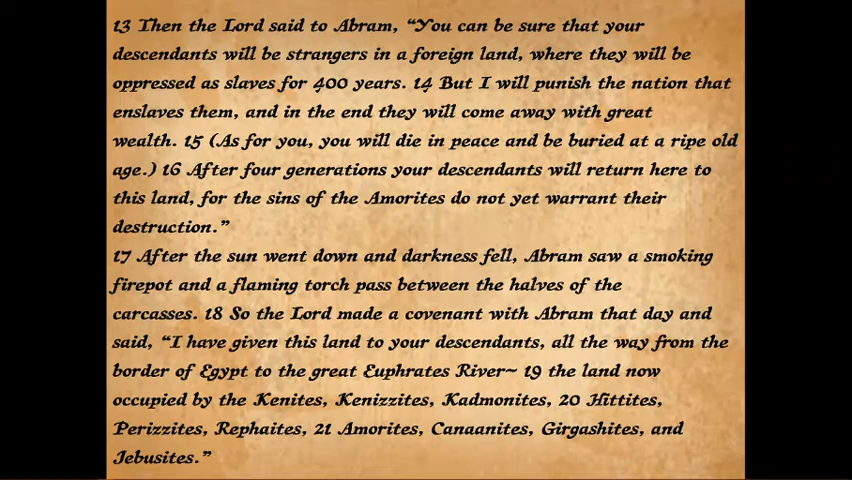 13 Then the Lord said to Abram, “You can be sure that your
descendants will be strangers in a foreign land, where they will be
oppressed as slaves for 400 years. 14 But I will punish the nation that
enslaves them, and in the end they will come away with great
wealth. 15 (As for you, you will die in peace and be buried at a ripe old
age.) 16 After four generations your descendants will return here to
this land, for the sins of the Amorites do not yet warrant their
destruction.”
17 After the sun went down and darkness fell, Abram saw a smoking
firepot and a flaming torch pass between the halves of the
carcasses. 18 So the Lord made a covenant with Abram that day and
said, “I have given this land to your descendants, all the way from the
border of Egypt to the great Euphrates River~ 19 the land now
occupied by the Kenites, Kenizzites, Kadmonites, 20 Hittites,
Perizzites, Rephaites, 21 Amorites, Canaanites, Girgashites, and
Jebusites.”